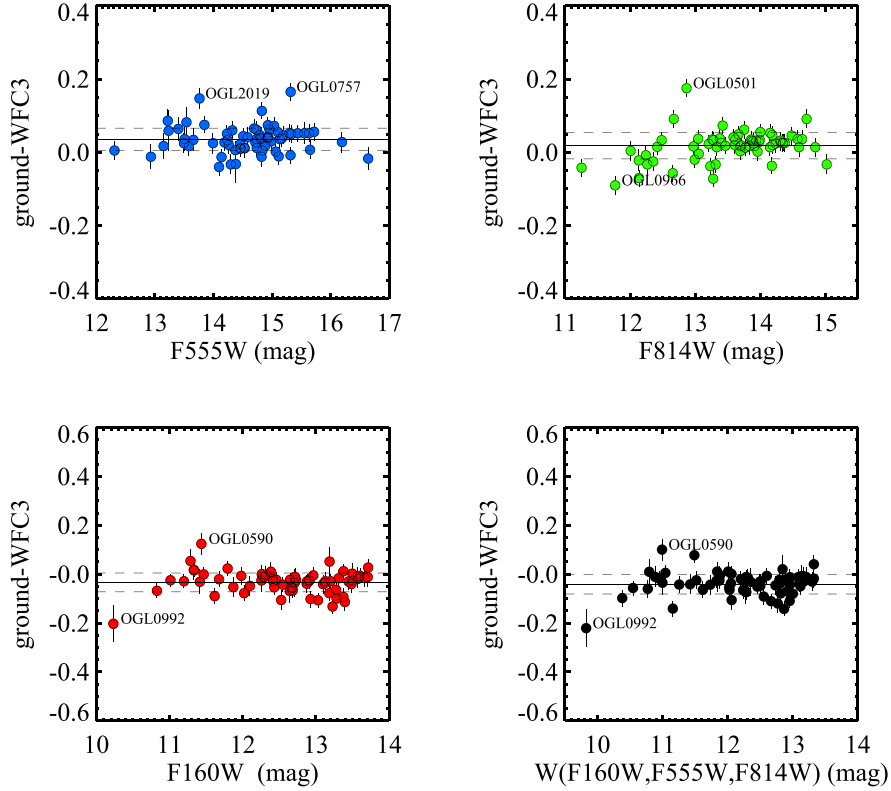 0.4
0.2
0.0
-0.2
-0.4
ground-WFC3
OGL2019
OGL0757
12 13 14 15 16 17
F555W (mag)
0.4
0.2
0.0
-0.2
-0.4
ground-WFC3
OGL0501
OGL0966
11 12 13 14 15
F814W (mag)
0.6
0.4
0.2
-0.0
-0.2
-0.4
-0.6
ground-WFC3
OGL0590
OGL0992
10 11 12 13 14
F160W (mag)
0.6
0.4
0.2
-0.0
-0.2
-0.4
-0.6
ground-WFC3
OGL0590
OGL0992
10 11 12 13 14
W(F160W,F555W,F814W) (mag)